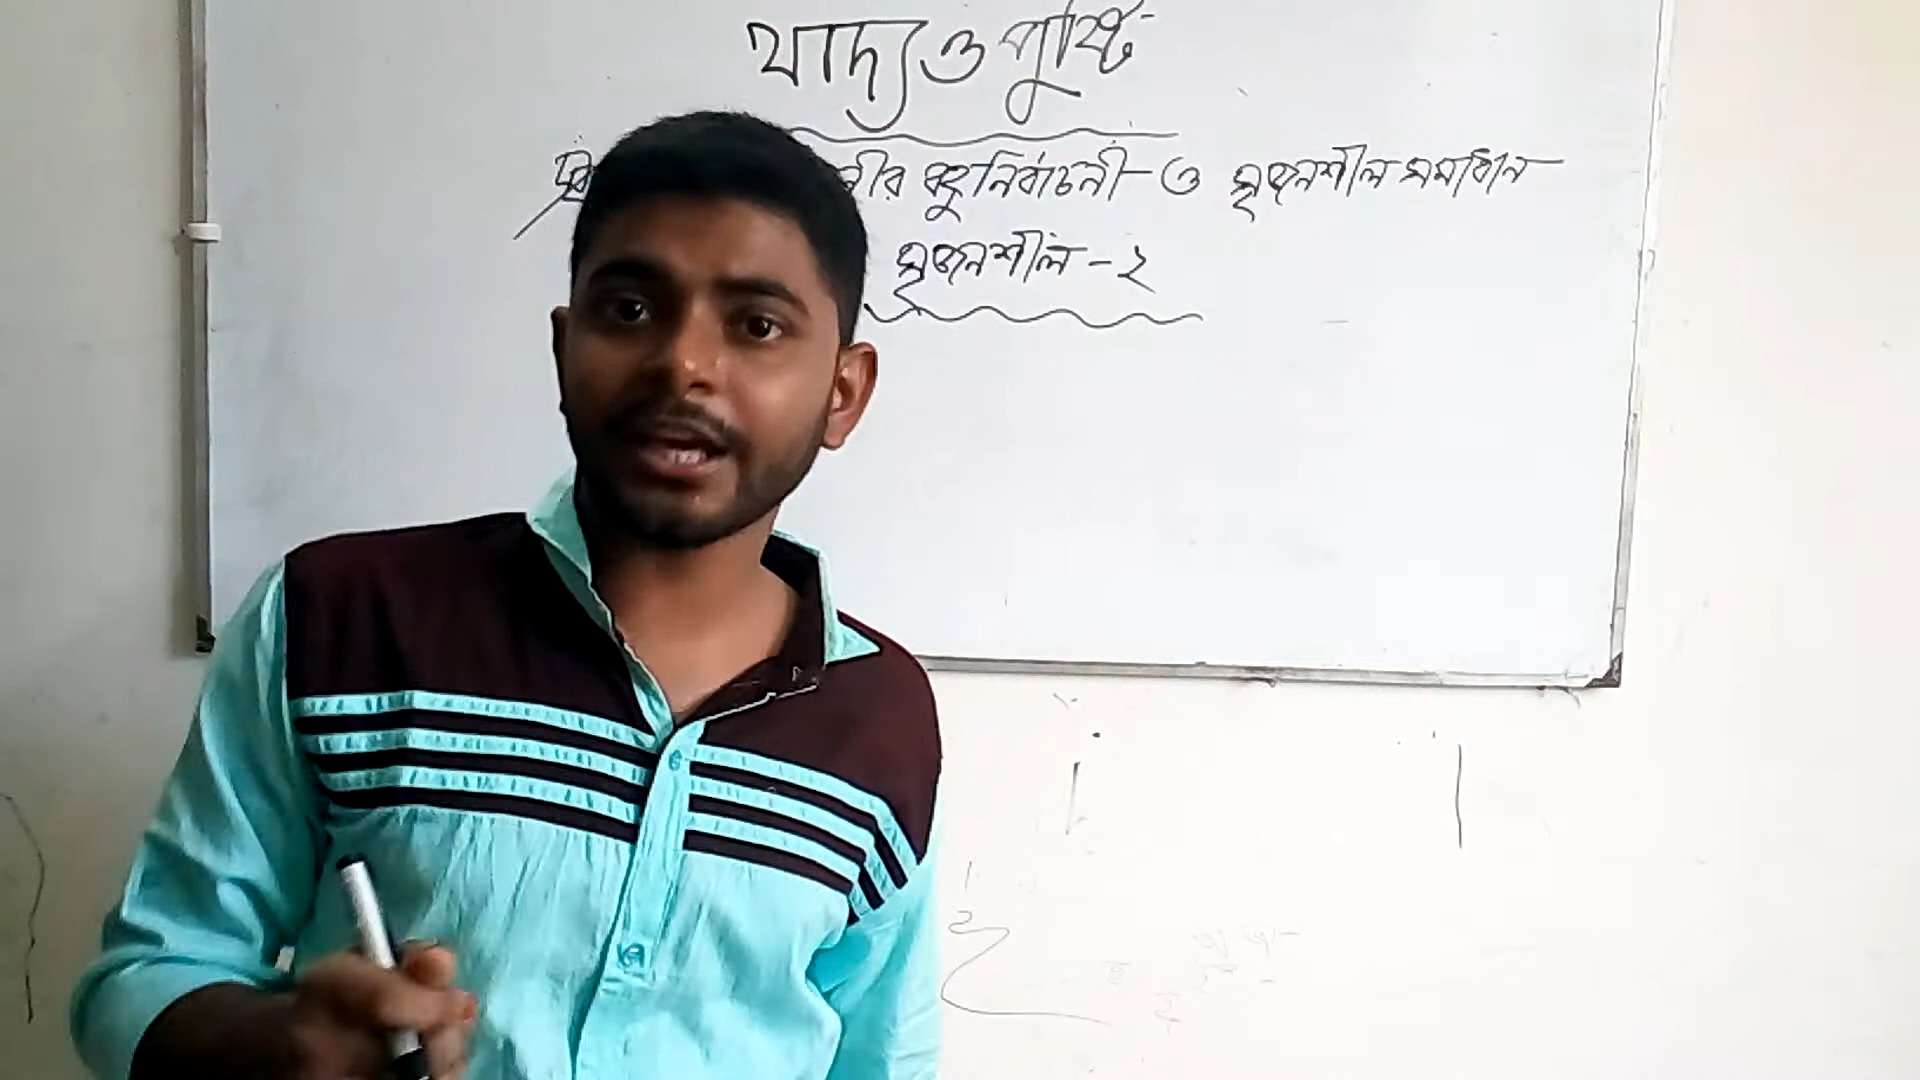 খাদ্য ও পুষ্টি
বহুনির্বাচনী ও সৃজনশীল সমাধান
সৃজনশীল - ২